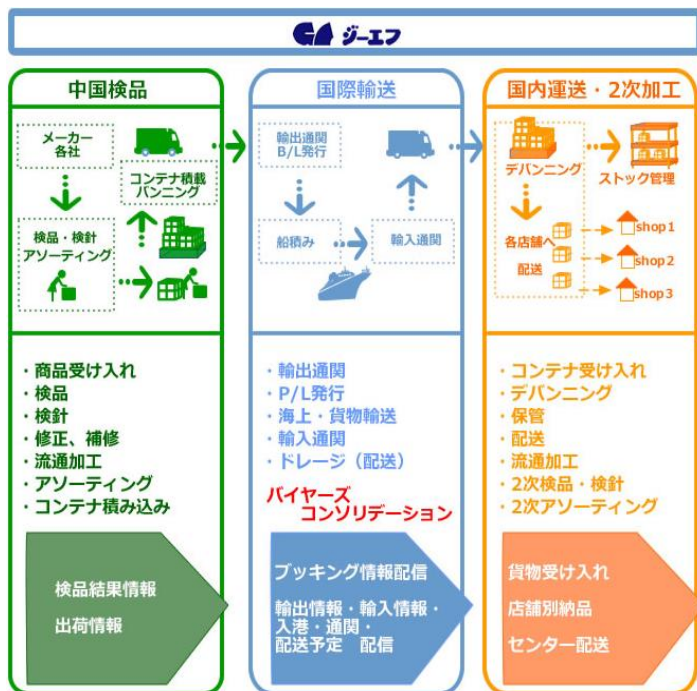 ジーエフ
中国検品
メーカー
各社
コンテナ積載
バンニング
検品・検針
アソーティング
・商品受け入れ
・検品
・検針
・修正、補修
・流通加工
・アソーティング
・コンテナ積み込み
検品結果情報
出荷情報
国際輸送
輸出通関
B/L発行
船積み
輸入通関
・輸出通関
・P/L発行
・海上・貨物輸送
・輸入通関
・ドレージ（配送）
バイヤーズ
コンソリデーション
ブッキング情報配信
輸出情報・輸入情報・
入港・通関・
配送予定　配信
国内運送・2次加工
デバンニング
ストック管理
各店舗へ
配送
shop1
shop2
shop3
・コンテナ受け入れ
・デバンニング
・保管
・配送
・流通加工
・2次検品・検針
・2次アソーティング
貨物受け入れ
店舗別納品
センター配送